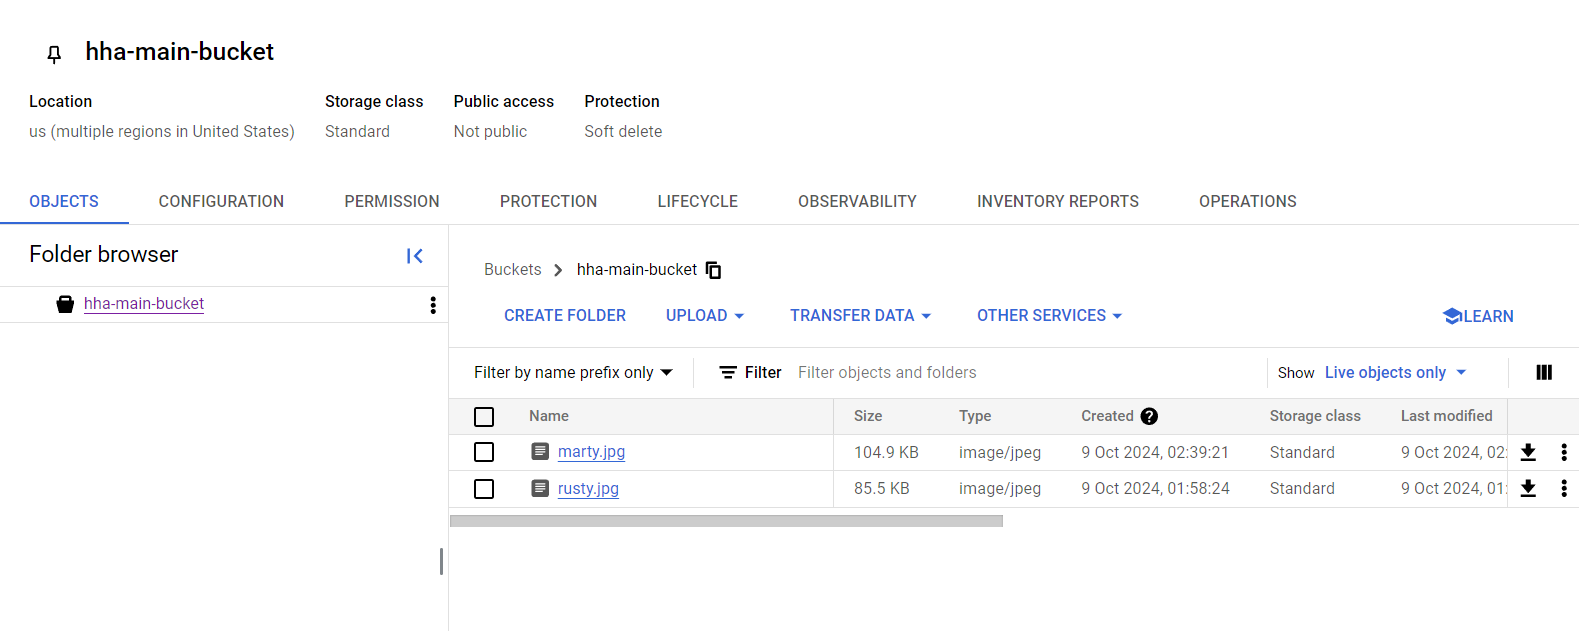 hha-main-bucket
Location Storage class Public access Protection
us (multiple regions in United States) Standard Not public Soft delete
OBJECTS CONFIGURATION PERMISSION PROTECTION LIFECYCLE OBSERVABILITY INVENTORY REPORTS OPERATIONS
Folder browser
hha-main-bucket
Buckets hha-main-bucket
CREATE FOLDER UPLOAD TRANSFER DATA OTHER SERVICES LEARN
Filter by name prefix only Filter Filter objects and folders Show Live objects only
Name Size Type Created ? Storage class Last modified
marty.jpg 104.9 KB image/jpeg 9 Oct 2024, 02:39:21 Standard 9 Oct 2024, 02:
rusty.jpg 85.5 KB image/jpeg 9 Oct 2024, 01:58:24 Standard 9 Oct 2024, 01: